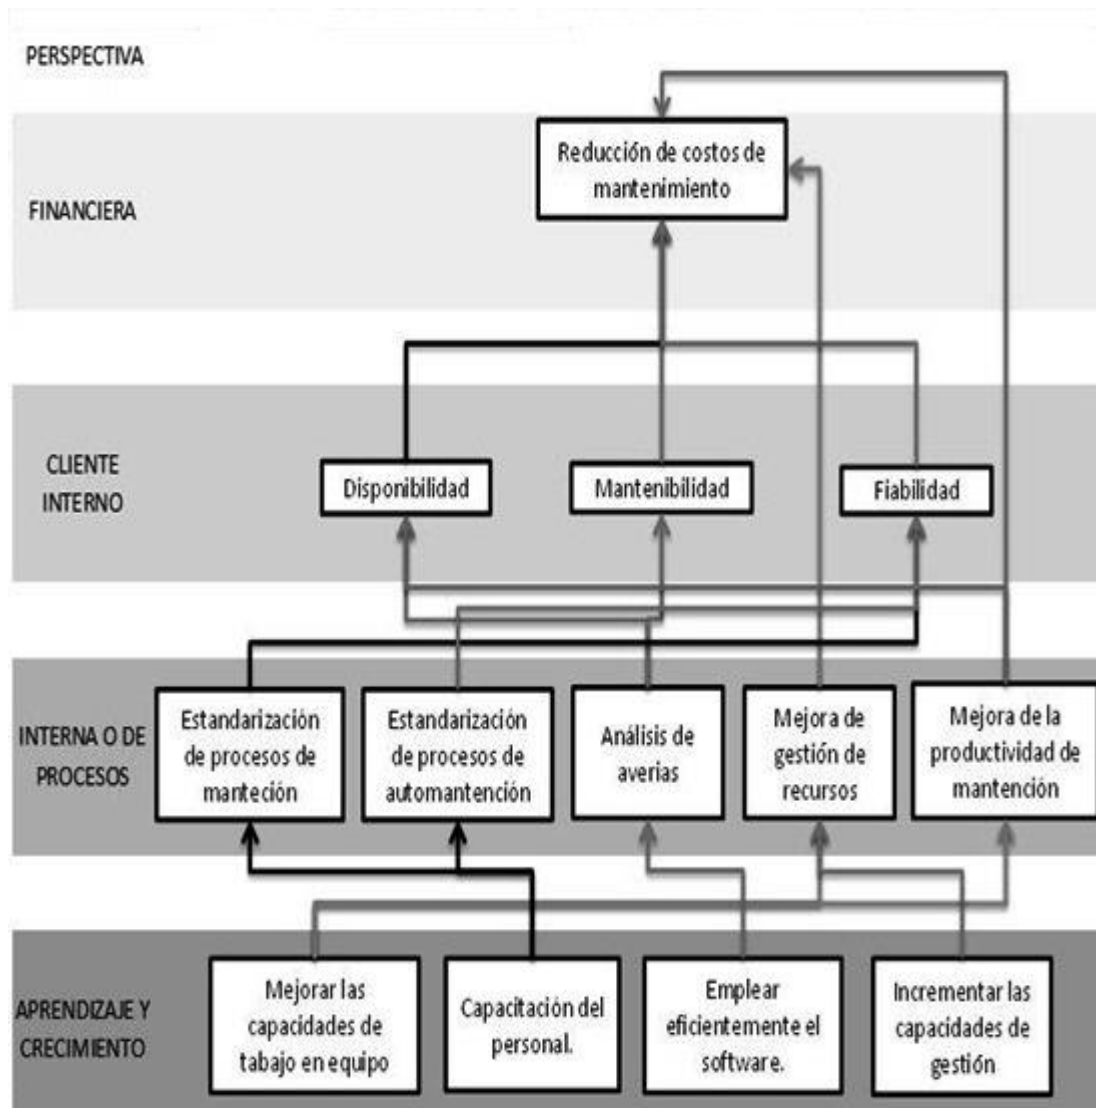 PERSPECTIVA
FINANCIERA
Reducción de costos de
mantenimiento
CLIENTE
INTERNO
Disponibilidad
Mantenibilidad
Fiabilidad
INTERNA O DE
PROCESOS
Estandarización
de procesos de
manteción
Estandarización
de procesos de
automantención
Análisis de
averias
Mejora de
gestión de
recursos
Mejora de la
productividad de
mantención
APRENDIZAJE Y
CRECIMIENTO
Mejorar las
capacidades de
tabajo en equipo
Capacitación del
personal.
Emplear
eficientemente el
software.
Incrementar las
capacidades de
gestión